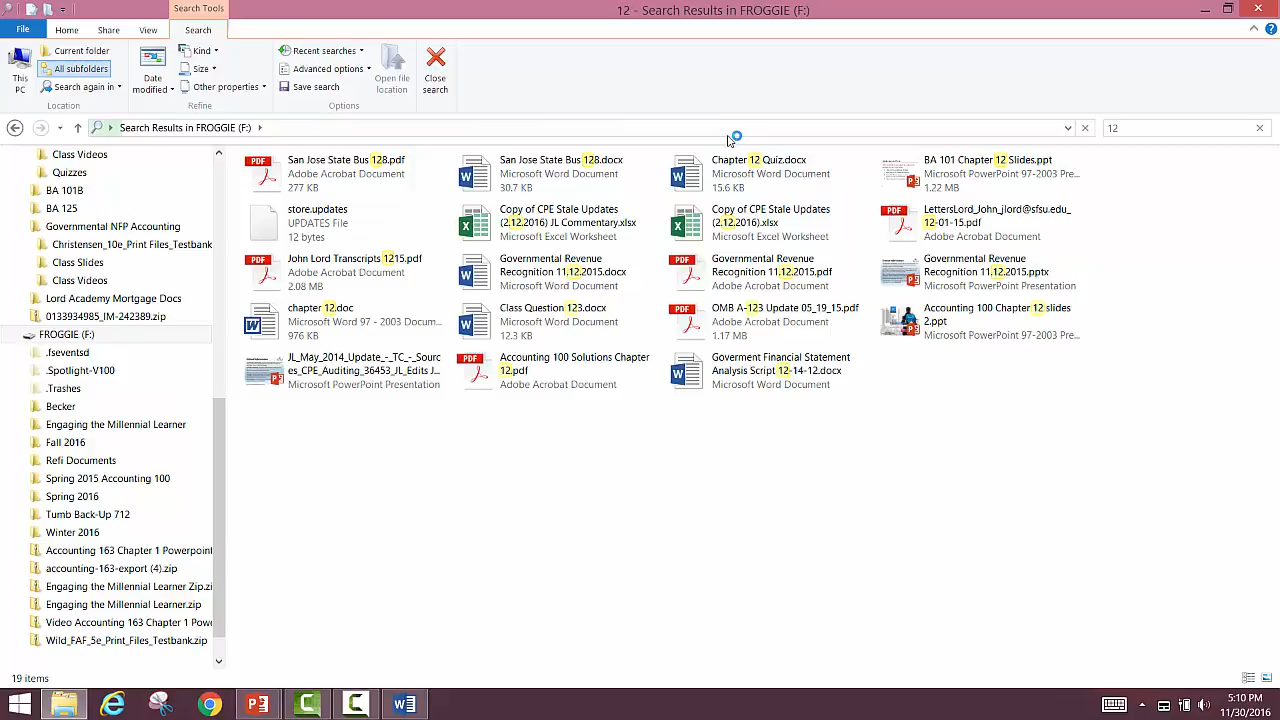 Search Tools
12 - Search Results in FROGGIE (F:)
File
Home
Share
View
Search
This PC
Current folder
All subfolders
Search again in
Location
Date modified
Kind
Size
Other properties
Refine
Recent searches
Advanced options
Save search
Open file location
Options
Close search
Search Results in FROGGIE (F:)
12
Class Videos
Quizzes
BA 101B
BA 125
Governmental NFP Accounting
Christensen_10e_Print Files_Testbank
Class Slides
Class Videos
Lord Academy Mortgage Docs
0133934985_IM-242389.zip
FROGGIE (F:)
.fseventsd
.Spotlight-V100
.Trashes
Becker
Engaging the Millennial Learner
Fall 2016
Refi Documents
Spring 2015 Accounting 100
Spring 2016
Tumb Back-Up 712
Winter 2016
Accounting 163 Chapter 1 Powerpoint
accounting-163-export (4).zip
Engaging the Millennial Learner Zip.zi
Engaging the Millennial Learner.zip
Video Accounting 163 Chapter 1 Powe
Wild_FAF_5e_Print_Files_Testbank.zip
San Jose State Bus 128.pdf
Adobe Acrobat Document
277 KB
San Jose State Bus 128.docx
Microsoft Word Document
30.7 KB
Chapter 12 Quiz.docx
Microsoft Word Document
15.6 KB
BA 101 Chapter 12 Slides.ppt
Microsoft PowerPoint 97-2003 Pre...
1.22 MB
store.updates
UPDATES File
12 bytes
Copy of CPE Stale Updates
(2.12.2016) JL Commentary.xlsx
Microsoft Excel Worksheet
Copy of CPE Stale Updates
(2.12.2016).xlsx
Microsoft Excel Worksheet
LettersLord_John_jlord@sfsu.edu_
12-01-15.pdf
Adobe Acrobat Document
John Lord Transcripts 1215.pdf
Adobe Acrobat Document
2.08 MB
Governmental Revenue
Recognition 11.12.2015.docx
Microsoft Word Document
Governmental Revenue
Recognition 11.12.2015.pdf
Adobe Acrobat Document
Governmental Revenue
Recognition 11.12.2015.pptx
Microsoft PowerPoint Presentation
chapter 12.doc
Microsoft Word 97 - 2003 Docum...
976 KB
Class Question 123.docx
Microsoft Word Document
12.3 KB
OMB A-123 Update 05_19_15.pdf
Adobe Acrobat Document
1.17 MB
Accounting 100 Chapter 12 slides
2.ppt
Microsoft PowerPoint 97-2003 Pre...
JL_May_2014_Update_-_TC_-_Sourc
es_CPE_Auditing_36453_JL_Edits.I...
Microsoft PowerPoint Presentation
Accounting 100 Solutions Chapter
12.pdf
Adobe Acrobat Document
Goverment Financial Statement
Analysis Script 12-14-12.docx
Microsoft Word Document
19 items
5:10 PM
11/30/2016